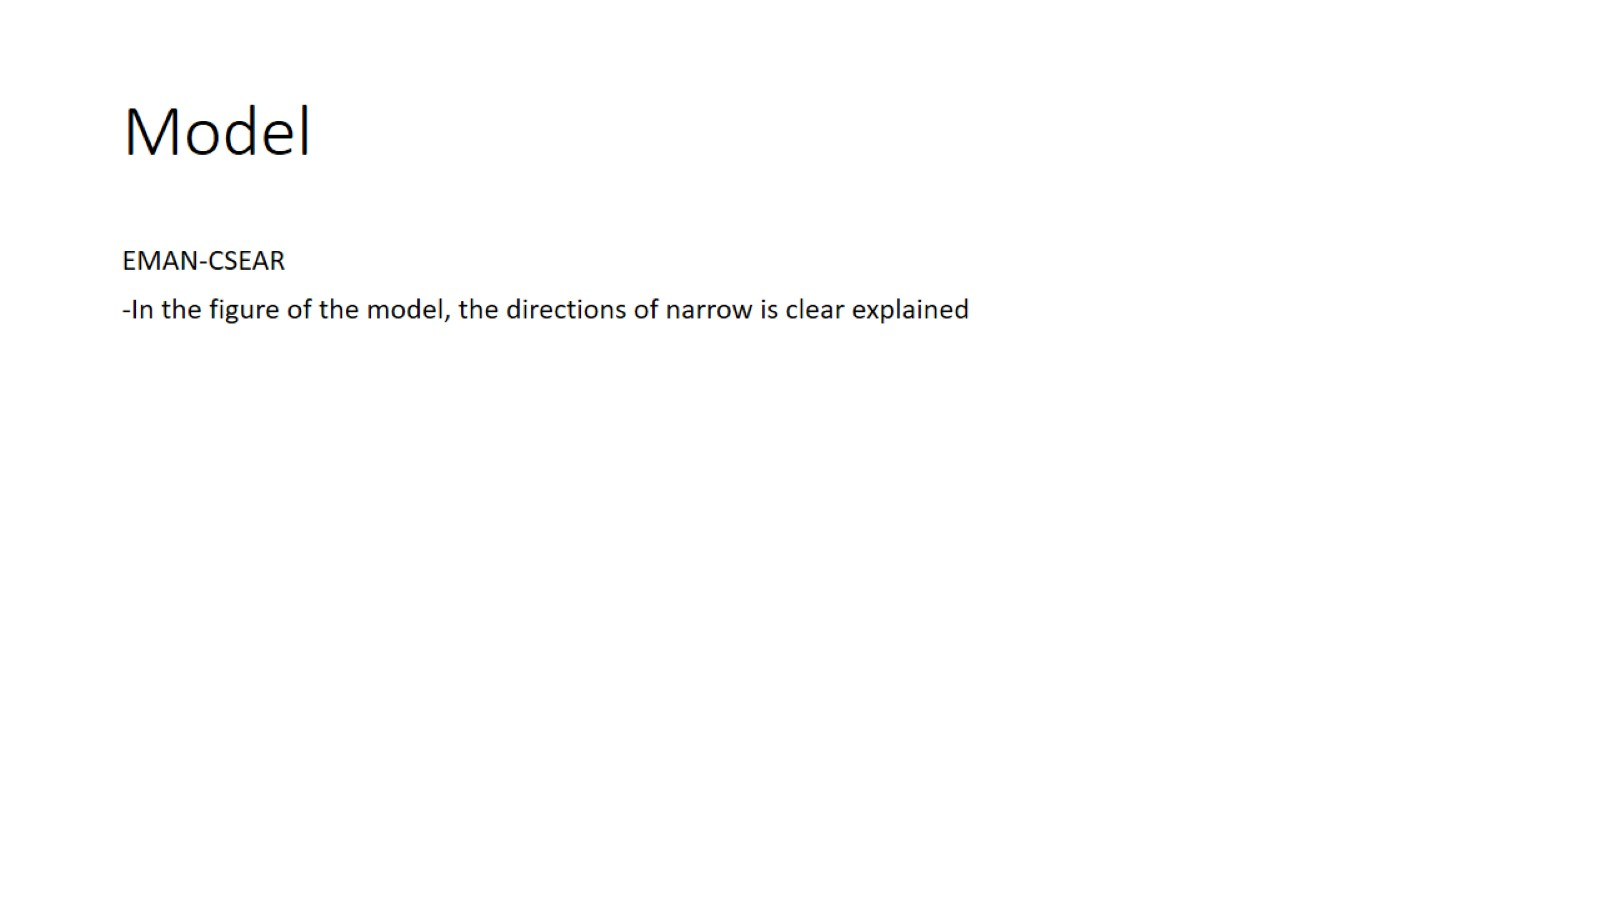 Model
EMAN-CSEAR
-In the figure of the model, the directions of narrow is clear explained